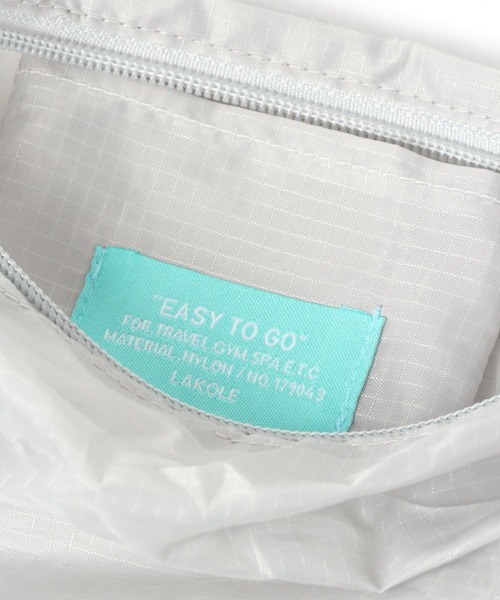 "EASY TO GO"
FOR.TRAVEL.GYM.SPA.E.T.C
MATERIAL.NYLON / NO.179043
LAKOLE